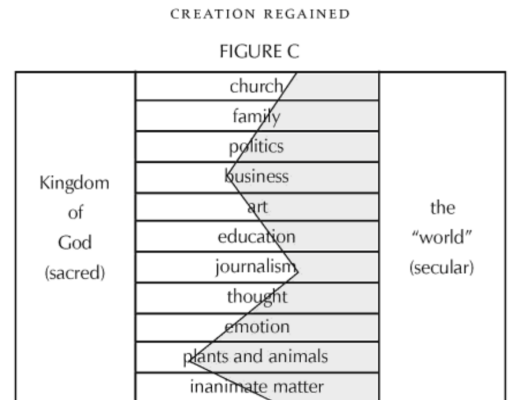 CREATION REGAINED
FIGURE C
Kingdom
of
God
(sacred)
church
family
politics
business
art
education
journalism
thought
emotion
plants and animals
inanimate matter
the
“world”
(secular)